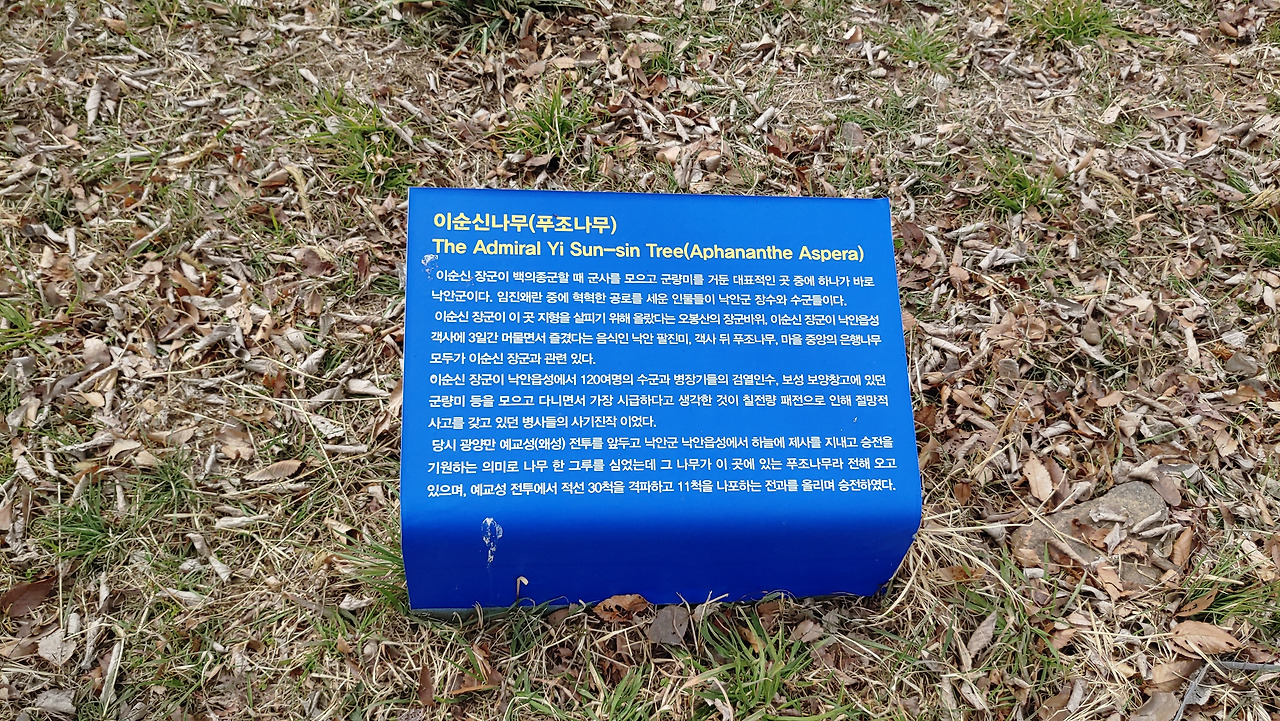 이순신나무(푸조나무)
The Admiral Yi Sun-sin Tree(Aphananthe Aspera)
이순신 장군이 백의종군할 때 군사를 모으고 군량미를 거둔 대표적인 곳 중에 하나가 바로
낙안군이다. 임진왜란 중에 혁혁한 공로를 세운 인물들이 낙안군 장수와 수군들이다.
이순신 장군이 이 곳 지형을 살피기 위해 올랐다는 오봉산의 장군바위, 이순신 장군이 낙안읍성
객사에 3일간 머물면서 즐겼다는 음식인 낙안 팔진미, 객사 뒤 푸조나무, 마을 중앙의 은행나무
모두가 이순신 장군과 관련 있다.
이순신 장군이 낙안읍성에서 120여명의 수군과 병장기들의 검열인수, 보성 보양창고에 있던
군량미 등을 모으고 다니면서 가장 시급하다고 생각한 것이 칠전량 패전으로 인해 절망적
사고를 갖고 있던 병사들의 사기진작 이었다.
당시 광양만 예교성(왜성) 전투를 앞두고 낙안군 낙안읍성에서 하늘에 제사를 지내고 승전을
기원하는 의미로 나무 한 그루를 심었는데 그 나무가 이 곳에 있는 푸조나무라 전해 오고
있으며, 예교성 전투에서 적선 30척을 격파하고 11척을 나포하는 전과를 올리며 승전하였다.